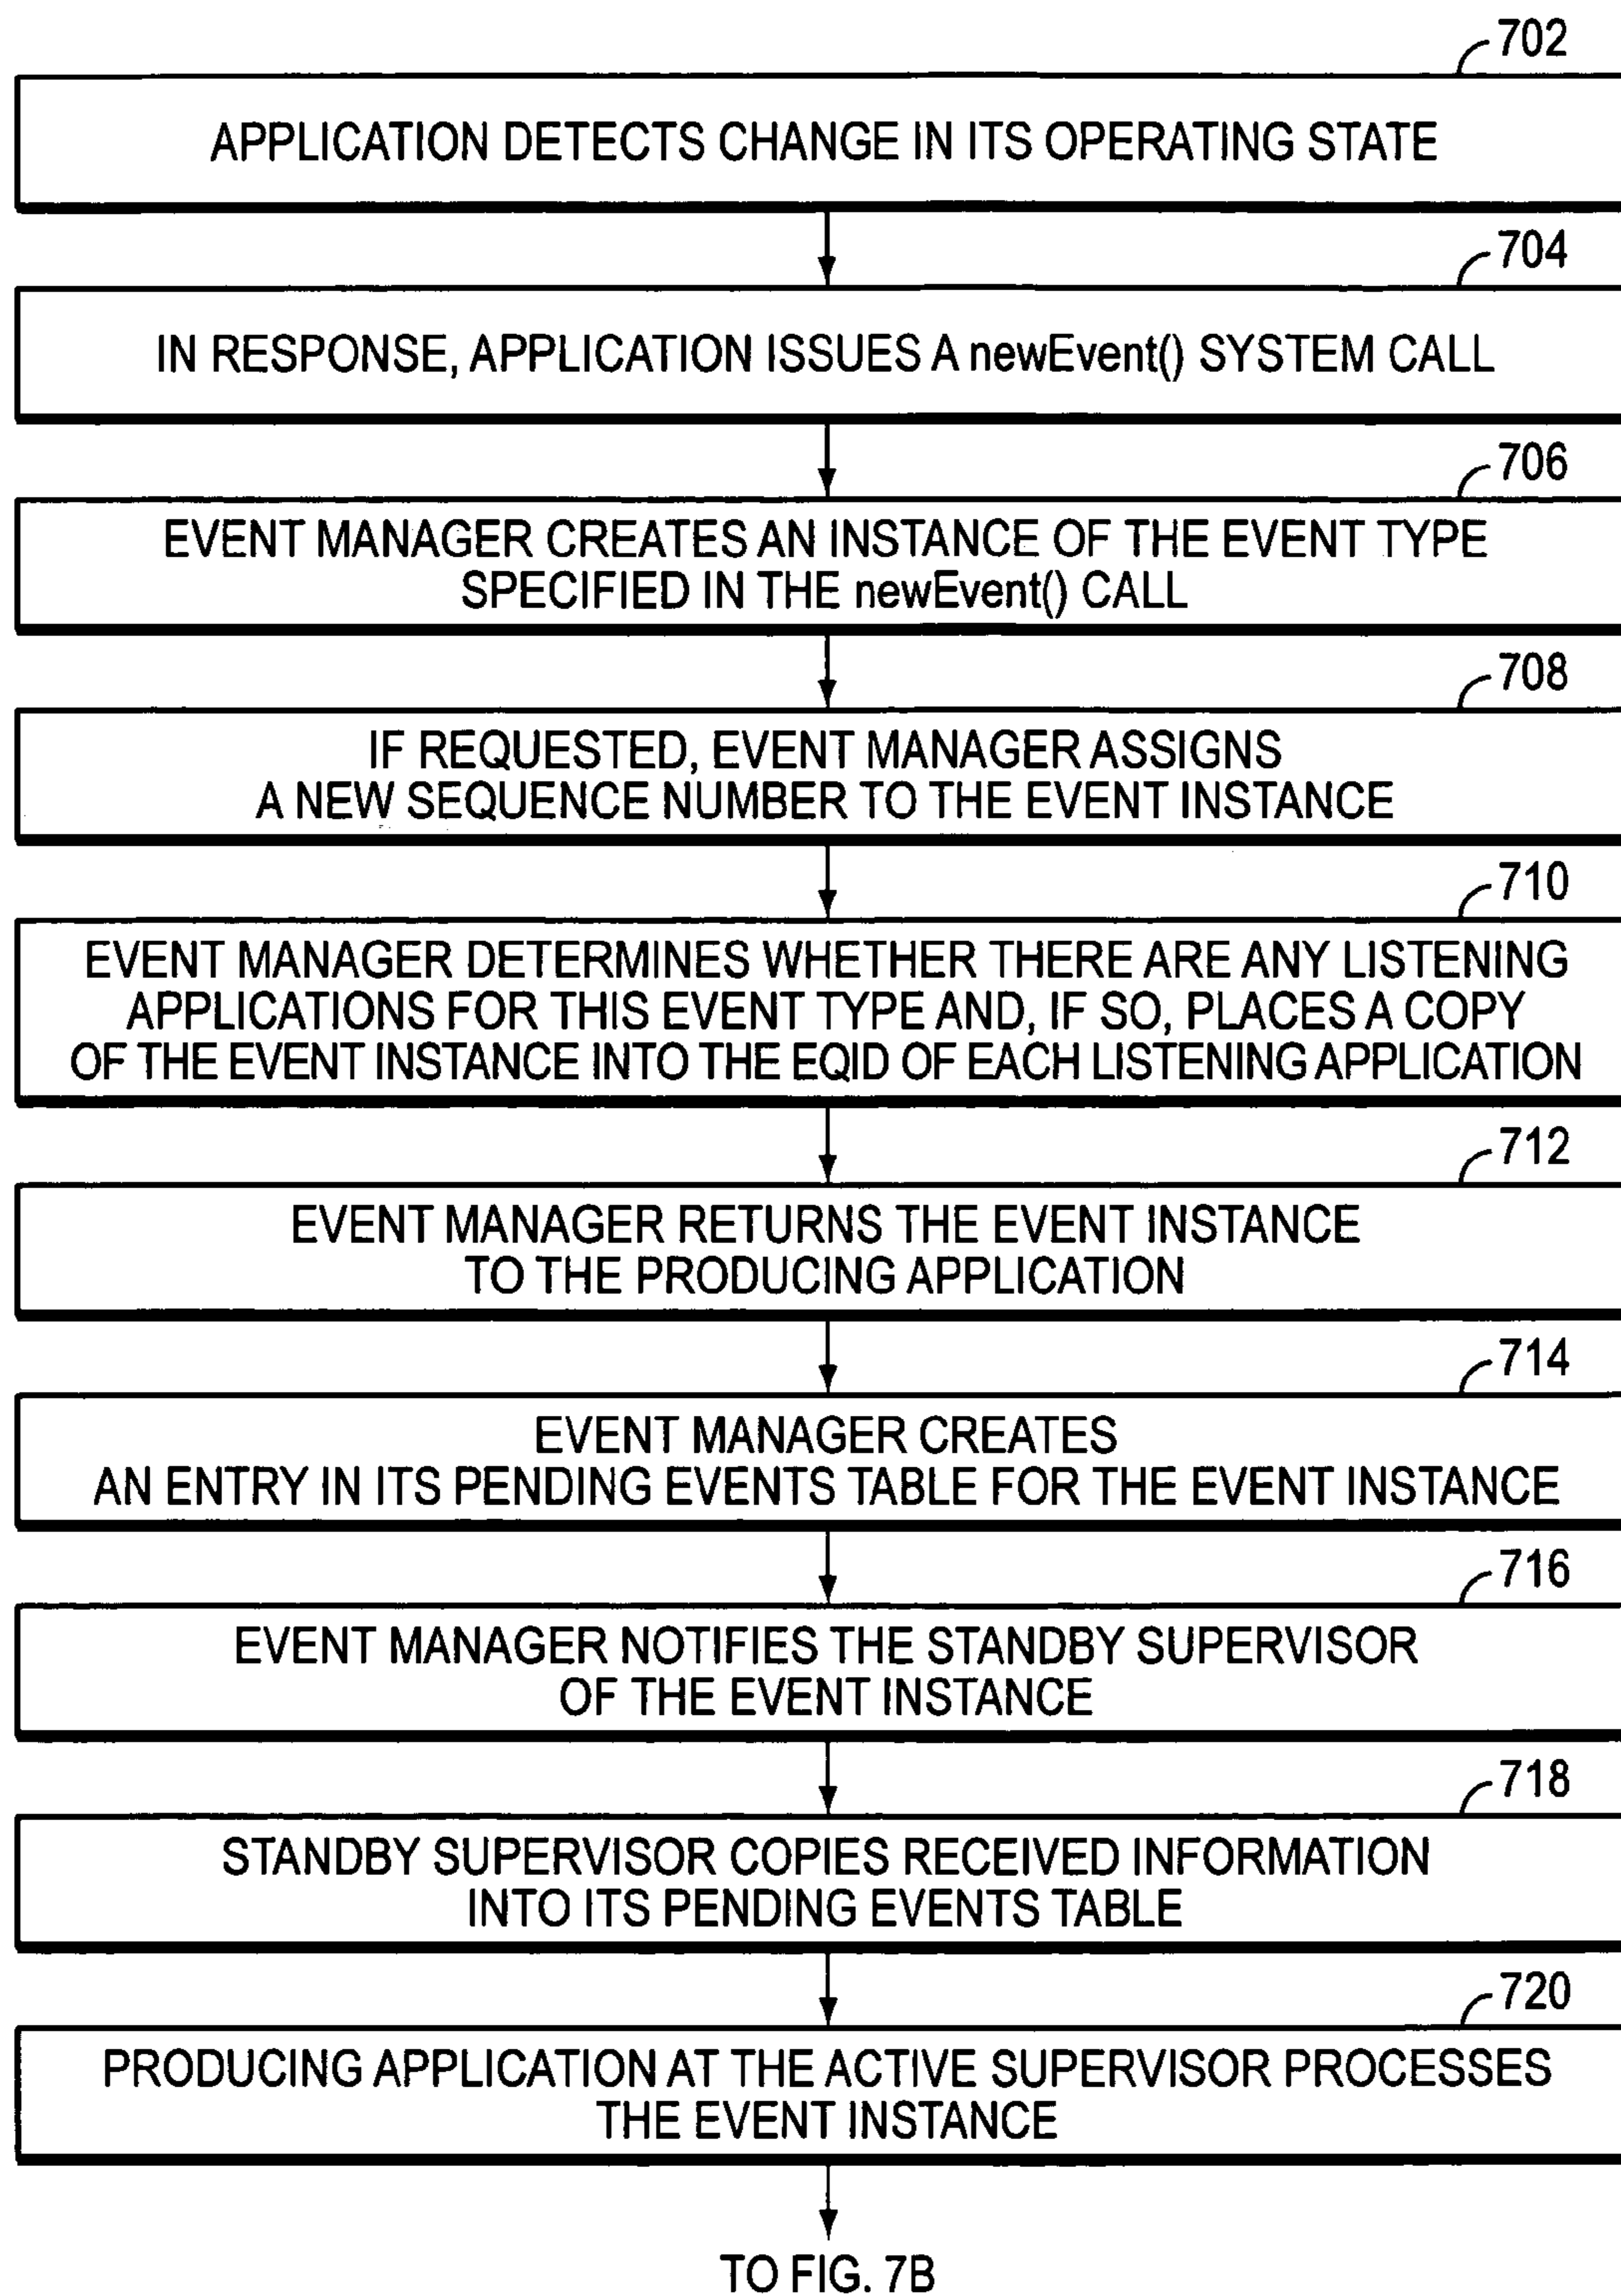 702
APPLICATION DETECTS CHANGE IN ITS OPERATING STATE
704
IN RESPONSE, APPLICATION ISSUES A newEvent() SYSTEM CALL
706
EVENT MANAGER CREATES AN INSTANCE OF THE EVENT TYPE
SPECIFIED IN THE newEvent() CALL
708
IF REQUESTED, EVENT MANAGER ASSIGNS
A NEW SEQUENCE NUMBER TO THE EVENT INSTANCE
710
EVENT MANAGER DETERMINES WHETHER THERE ARE ANY LISTENING
APPLICATIONS FOR THIS EVENT TYPE AND, IF SO, PLACES A COPY
OF THE EVENT INSTANCE INTO THE EQID OF EACH LISTENING APPLICATION
712
EVENT MANAGER RETURNS THE EVENT INSTANCE
TO THE PRODUCING APPLICATION
714
EVENT MANAGER CREATES
AN ENTRY IN ITS PENDING EVENTS TABLE FOR THE EVENT INSTANCE
716
EVENT MANAGER NOTIFIES THE STANDBY SUPERVISOR
OF THE EVENT INSTANCE
718
STANDBY SUPERVISOR COPIES RECEIVED INFORMATION
INTO ITS PENDING EVENTS TABLE
720
PRODUCING APPLICATION AT THE ACTIVE SUPERVISOR PROCESSES
THE EVENT INSTANCE
TO FIG. 7B